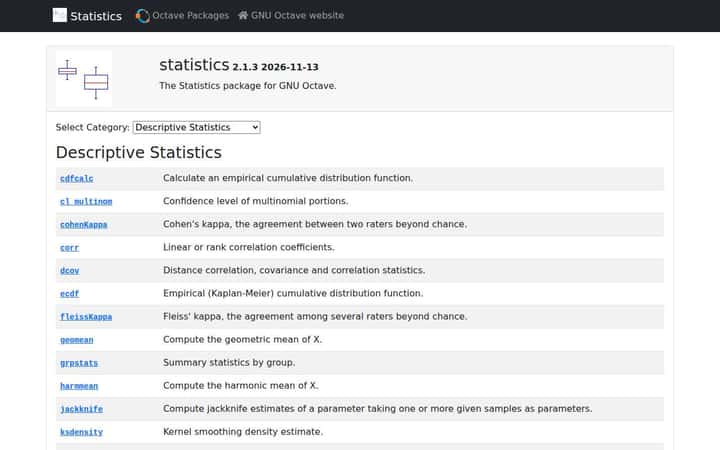 Statistics Octave Packages GNU Octave website
statistics 2.1.3 2026-11-13
The Statistics package for GNU Octave.
Select Category: Descriptive Statistics
Descriptive Statistics
cdfcalc Calculate an empirical cumulative distribution function.
cl_multinom Confidence level of multinomial portions.
cohenKappa Cohen's kappa, the agreement between two raters beyond chance.
corr Linear or rank correlation coefficients.
dcov Distance correlation, covariance and correlation statistics.
ecdf Empirical (Kaplan-Meier) cumulative distribution function.
fleissKappa Fleiss' kappa, the agreement among several raters beyond chance.
geomean Compute the geometric mean of X.
grpstats Summary statistics by group.
harmmean Compute the harmonic mean of X.
jackknife Compute jackknife estimates of a parameter taking one or more given samples as parameters.
ksdensity Kernel smoothing density estimate.